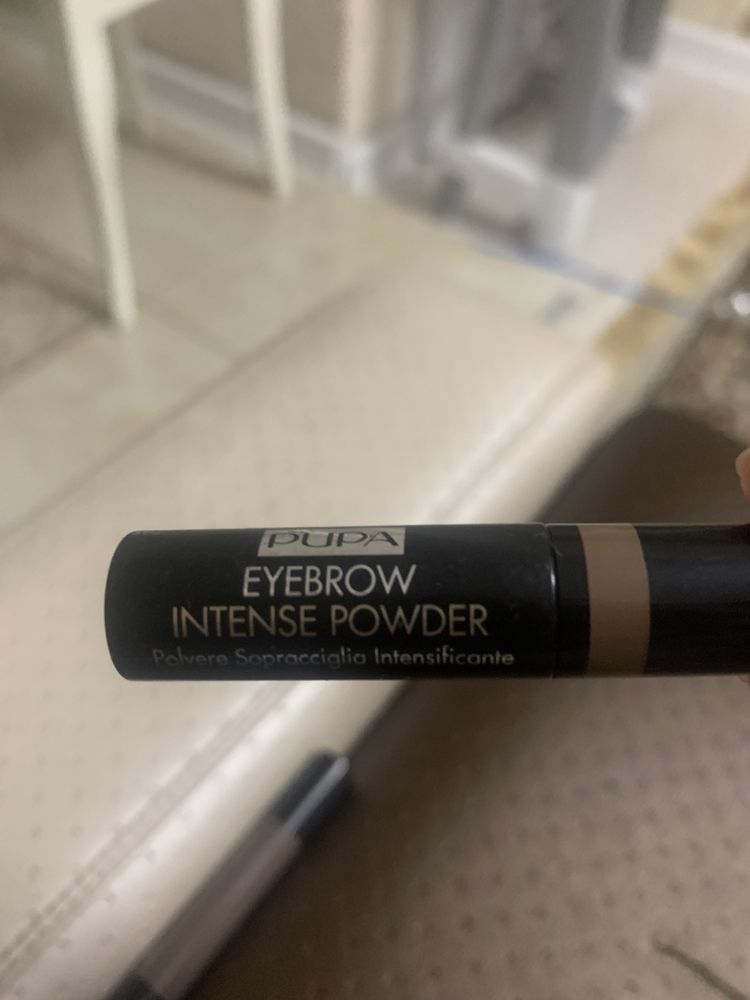 PUPA
EYEBROW
INTENSE POWDER
Polvere Sopracciglia Intensificante